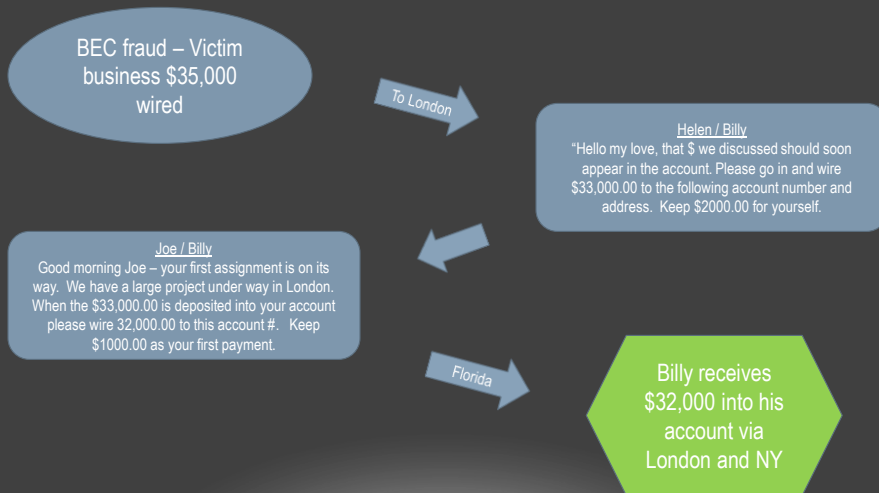 BEC fraud – Victim
business $35,000
wired
To London
Helen / Billy
“Hello my love, that $ we discussed should soon
appear in the account. Please go in and wire
$33,000.00 to the following account number and
address.  Keep $2000.00 for yourself.
Joe / Billy
Good morning Joe – your first assignment is on its
way.  We have a large project under way in London.
When the $33,000.00 is deposited into your account
please wire 32,000.00 to this account #.   Keep
$1000.00 as your first payment.
Florida
Billy receives
$32,000 into his
account via
London and NY